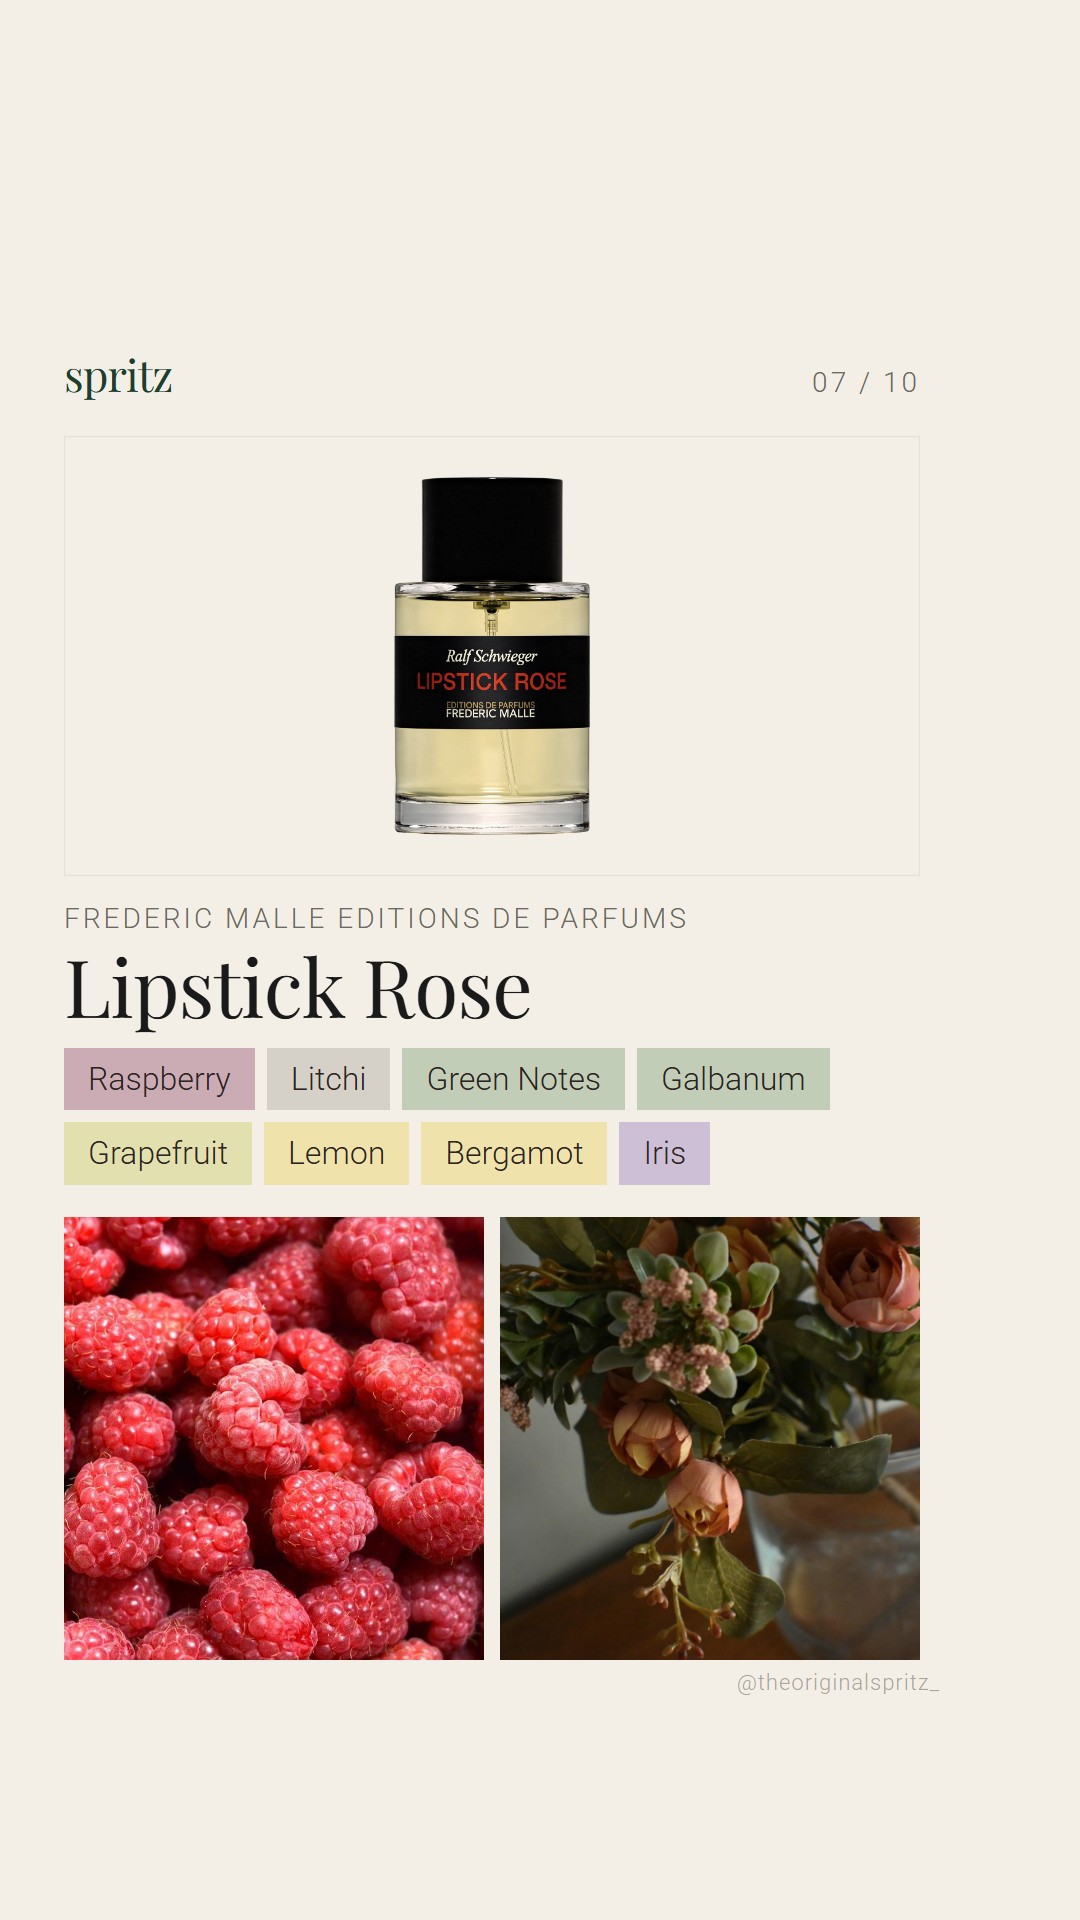 spritz
07 / 10
Ralf Schwieger
LIPSTICK ROSE
EDITIONS DE PARFUMS
FREDERIC MALLE
FREDERIC MALLE EDITIONS DE PARFUMS
Lipstick Rose
Raspberry Litchi Green Notes Galbanum
Grapefruit Lemon Bergamot Iris
@theoriginalspritz_